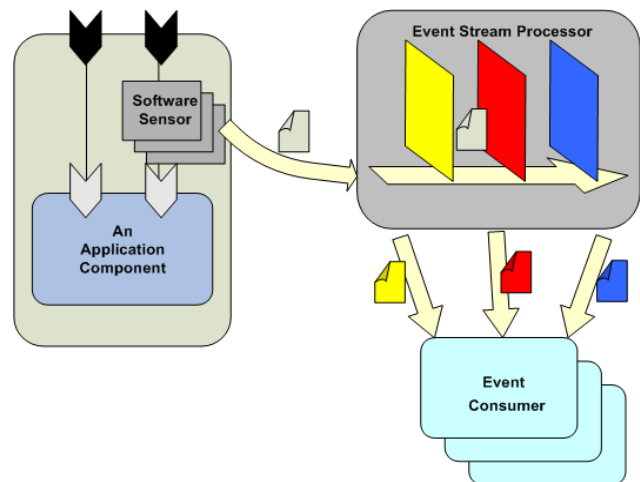 Event Stream Processor
Software
Sensor
An
Application
Component
Event
Consumer